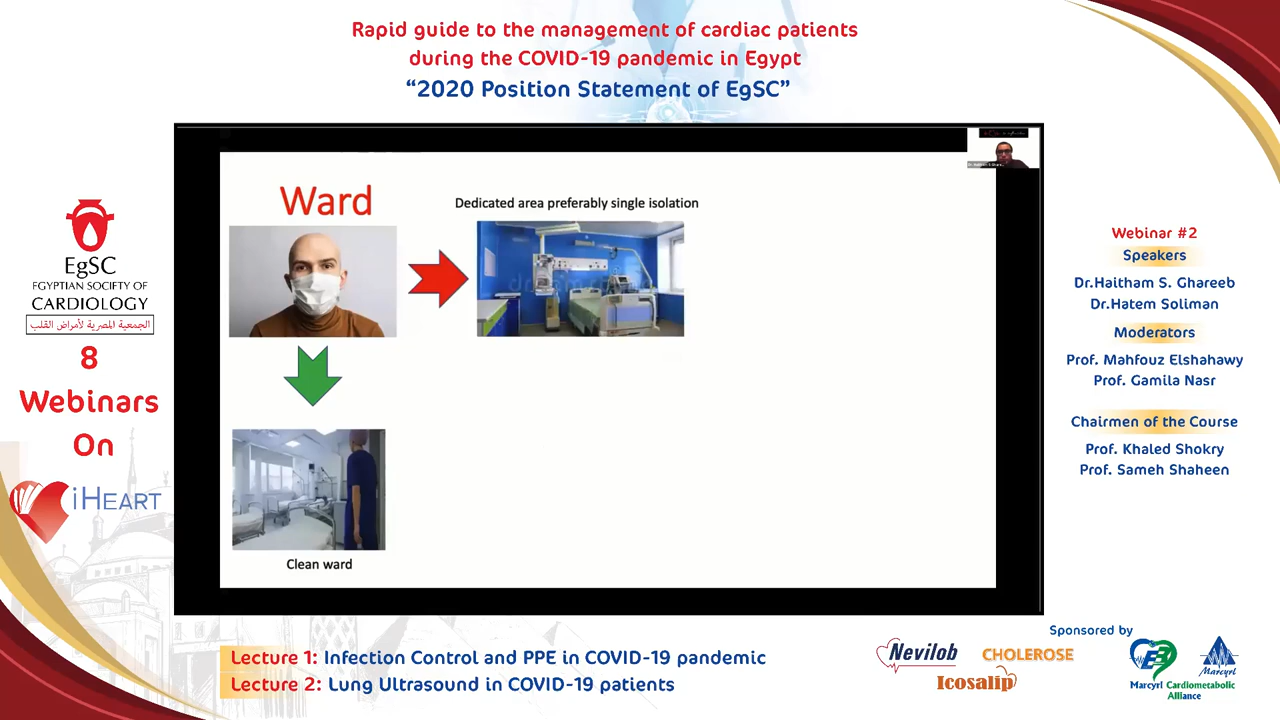 Rapid guide to the management of cardiac patients
during the COVID-19 pandemic in Egypt
“2020 Position Statement of EgSC”
EgSC
EGYPTIAN SOCIETY OF
CARDIOLOGY
الجمعية المصرية لأمراض القلب
8
Webinars
On
iHEART
Ward
Dedicated area preferably single isolation
Clean ward
Webinar #2
Speakers
Dr.Haitham S. Ghareeb
Dr.Hatem Soliman
Moderators
Prof. Mahfouz Elshahawy
Prof. Gamila Nasr
Chairmen of the Course
Prof. Khaled Shokry
Prof. Sameh Shaheen
Lecture 1: Infection Control and PPE in COVID-19 pandemic
Lecture 2: Lung Ultrasound in COVID-19 patients
Sponsored by
Nevilob
CHOLEROSE
Icosalip
Marcyrl Cardiometabolic
Alliance
Marcyrl